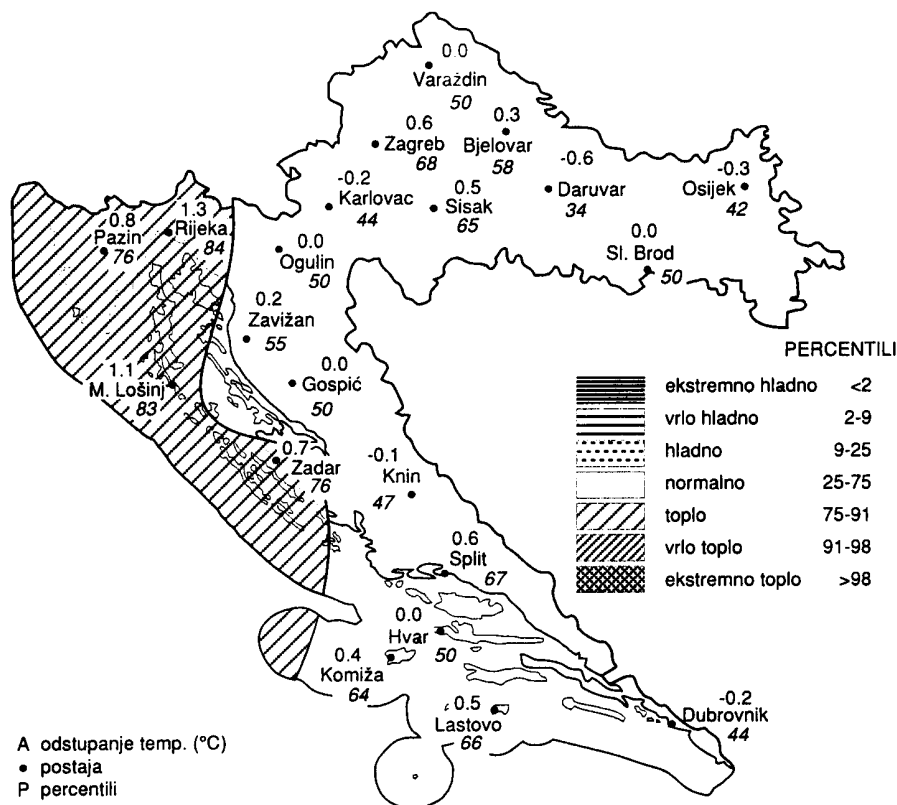 0.0
Varaždin
50
0.6
Zagreb
68
0.3
Bjelovar
58
-0.6
Daruvar
34
-0.3
Osijek
42
-0.2
Karlovac
44
0.5
Sisak
65
0.0
Sl. Brod
50
0.8
Pazin
76
1.3
Rijeka
84
0.0
Ogulin
50
0.2
Zavižan
55
1.1
M. Lošinj
83
0.0
Gospić
50
0.7
Zadar
76
-0.1
Knin
47
0.6
Split
67
0.0
Hvar
50
0.4
Komiža
64
0.5
Lastovo
66
-0.2
Dubrovnik
44
PERCENTILI
ekstremno hladno <2
vrlo hladno 2-9
hladno 9-25
normalno 25-75
toplo 75-91
vrlo toplo 91-98
ekstremno toplo >98
A odstupanje temp. (°C)
• postaja
P percentili